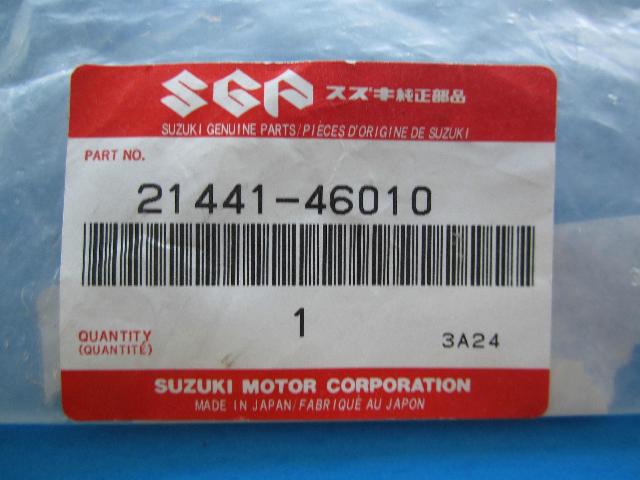 SGP スズキ純正部品
SUZUKI GENUINE PARTS/PIÈCES D'ORIGINE DE SUZUKI
PART NO.
21441-46010
QUANTITY
(QUANTITÉ)
1
3A24
SUZUKI MOTOR CORPORATION
MADE IN JAPAN/FABRIQUÉ AU JAPON